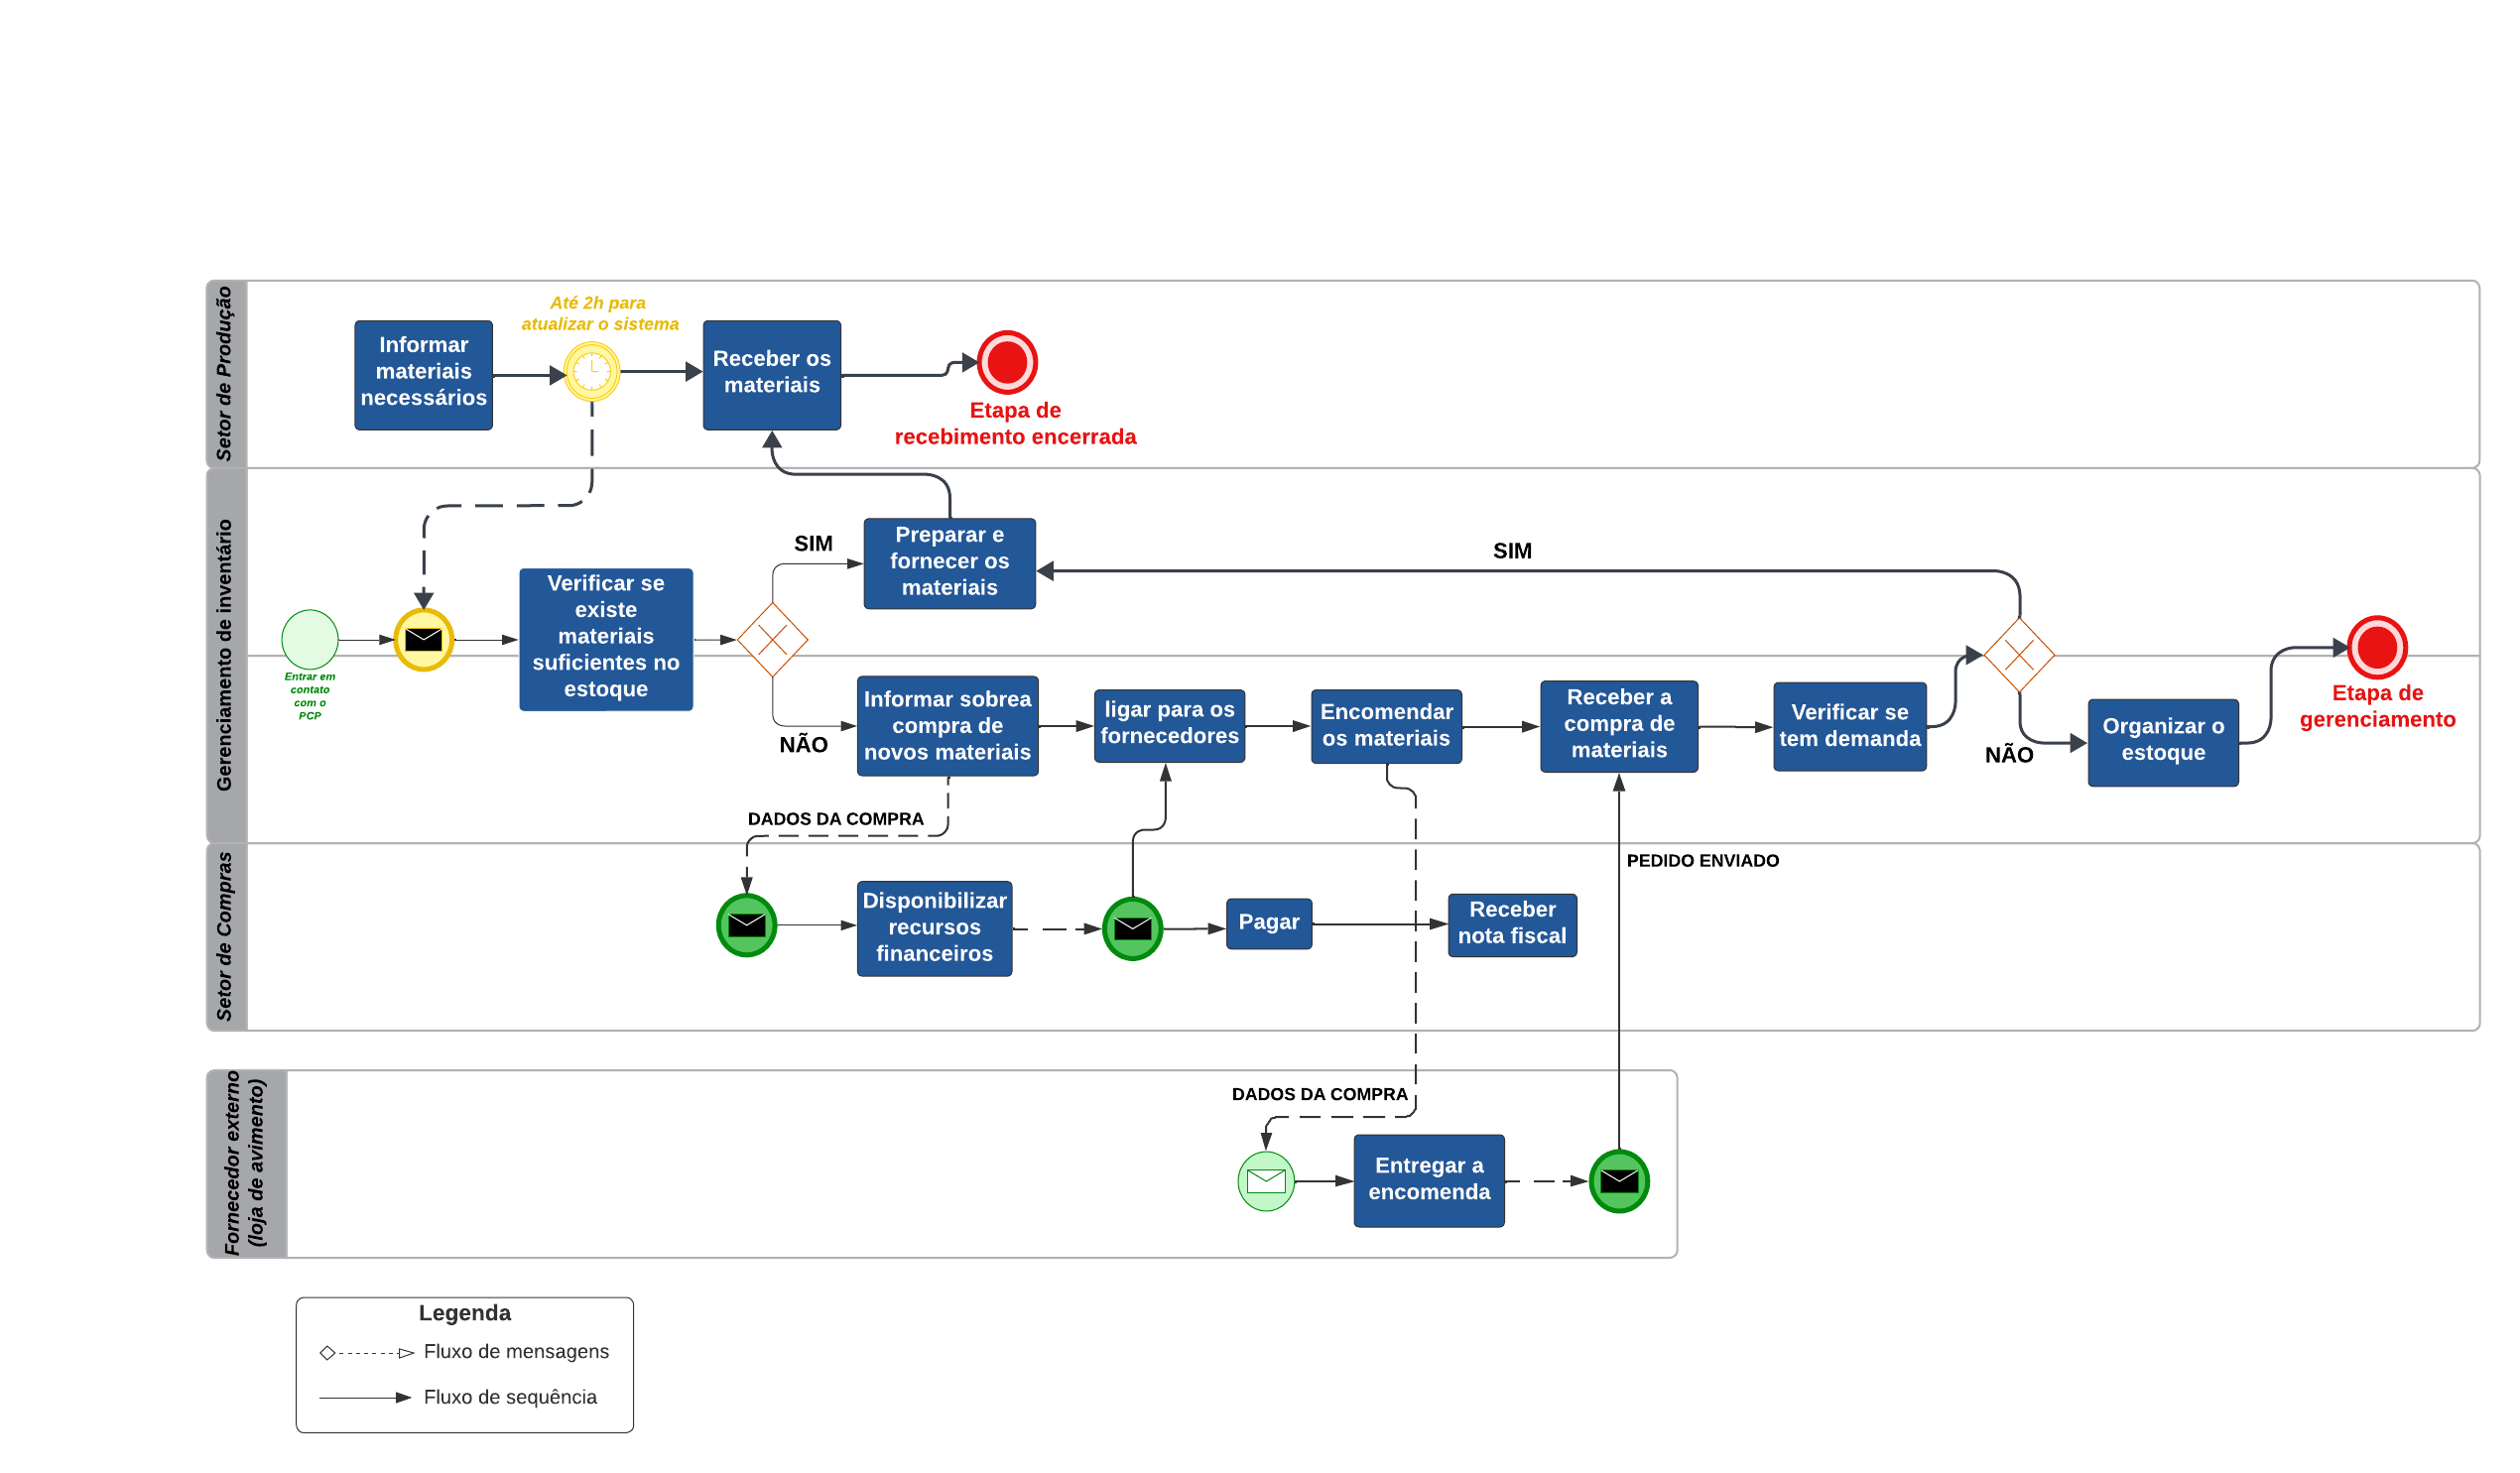 Setor de Produção
Até 2h para
atualizar o sistema
Informar
materiais
necessários
Receber os
materiais
Etapa de
recebimento encerrada
Gerenciamento de inventário
Entrar em
contato
com o
PCP
Verificar se
existe
materiais
suficientes no
estoque
SIM
Preparar e
fornecer os
materiais
SIM
NÃO
Informar sobrea
compra de
novos materiais
ligar para os
fornecedores
Encomendar
os materiais
Receber a
compra de
materiais
Verificar se
tem demanda
NÃO
Organizar o
estoque
Etapa de
gerenciamento
DADOS DA COMPRA
Setor de Compras
PEDIDO ENVIADO
Disponibilizar
recursos
financeiros
Pagar
Receber
nota fiscal
Fornecedor externo
(loja de avimento)
DADOS DA COMPRA
Entregar a
encomenda
Legenda
Fluxo de mensagens
Fluxo de sequência